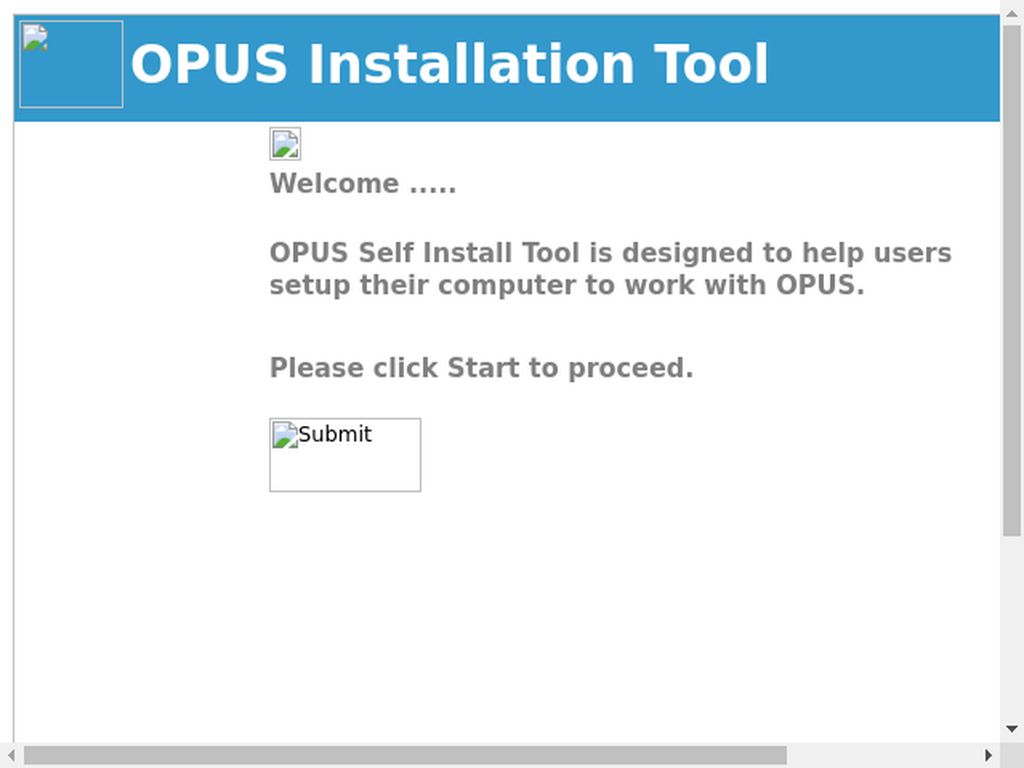 OPUS Installation Tool
Welcome .....
OPUS Self Install Tool is designed to help users
setup their computer to work with OPUS.
Please click Start to proceed.
Submit